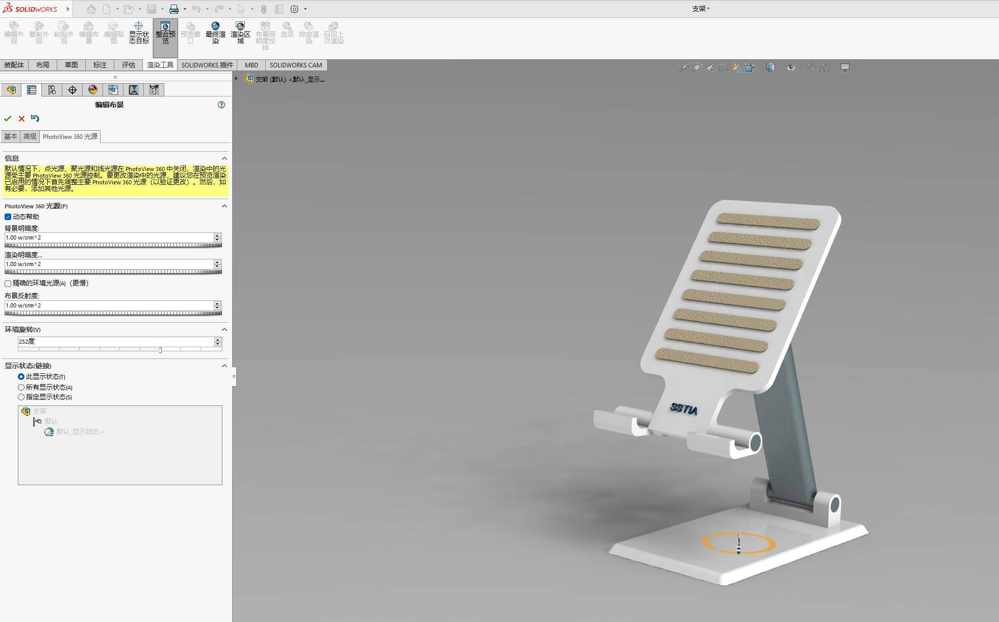 SOLIDWORKS
支架 *
编辑外观
复制外观
粘贴外观
编辑布景
编辑贴图
显示状态目标
整合预览
预览窗口
最终渲染
渲染区域
布景照明度校样
选项
排定渲染
召回上次渲染
装配体
布局
草图
标注
评估
渲染工具
SOLIDWORKS 插件
MBD
SOLIDWORKS CAM
支架 (默认) <默认_显示...
编辑布景
基本
高级
PhotoView 360 光源
信息
默认情况下，点光源、聚光源和线光源在 PhotoView 360 中关闭，渲染中的光
源受主要 PhotoView 360 光源控制。要更改渲染中的光源，建议您在预览渲染
已启用的情况下首先调整主要 PhotoView 360 光源（以验证更改）。然后，如
有必要，添加其他光源。
PhotoView 360 光源(P)
动态帮助
背景明暗度:
1.00 w/srm^2
渲染明暗度...
1.00 w/srm^2
精确的环境光源(A)（更慢）
布景反射度:
1.00 w/srm^2
环境旋转(V)
252度
显示状态(链接)
此显示状态(T)
所有显示状态(A)
指定显示状态(S)
支架
默认
默认_显示状态-1
SSTIA